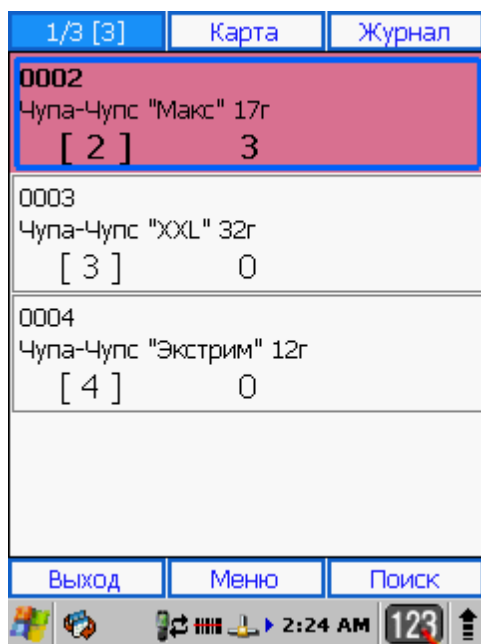 1/3 [3] Карта Журнал
0002
Чупа-Чупс "Макс" 17г
[ 2 ] 3
0003
Чупа-Чупс "XXL" 32г
[ 3 ] 0
0004
Чупа-Чупс "Экстрим" 12г
[ 4 ] 0
Выход Меню Поиск
2:24 AM 123